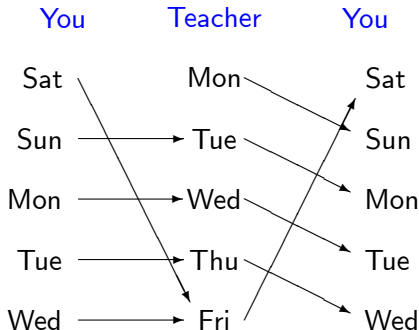 You Teacher You
Sat Mon Sat
Sun Tue Sun
Mon Wed Mon
Tue Thu Tue
Wed Fri Wed